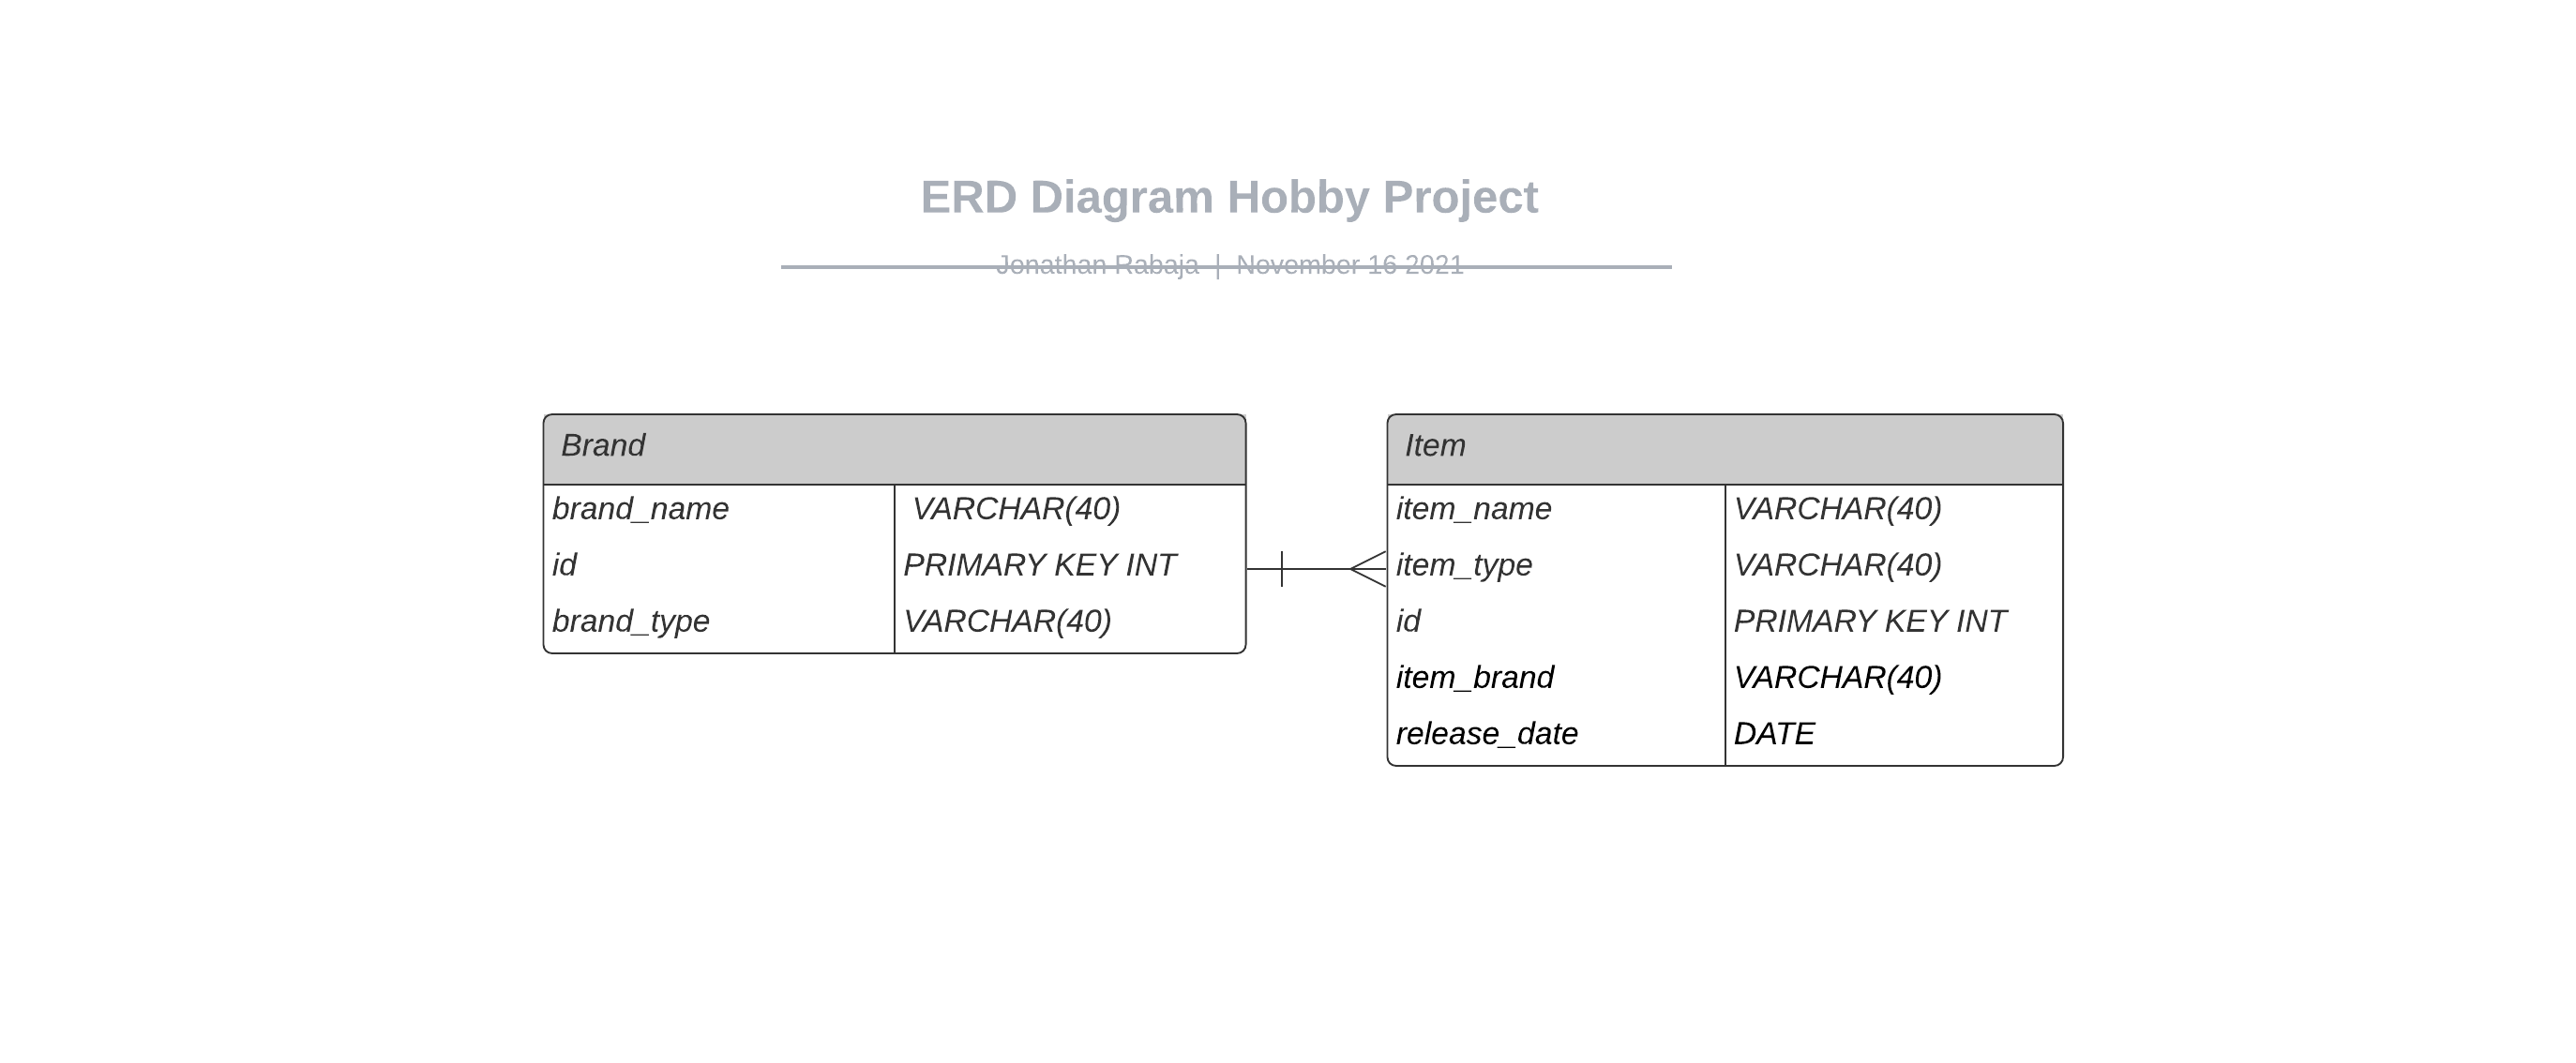 ERD Diagram Hobby Project
Jonathan Rabaja | November 16 2021
Brand
brand_name VARCHAR(40)
id PRIMARY KEY INT
brand_type VARCHAR(40)
Item
item_name VARCHAR(40)
item_type VARCHAR(40)
id PRIMARY KEY INT
item_brand VARCHAR(40)
release_date DATE